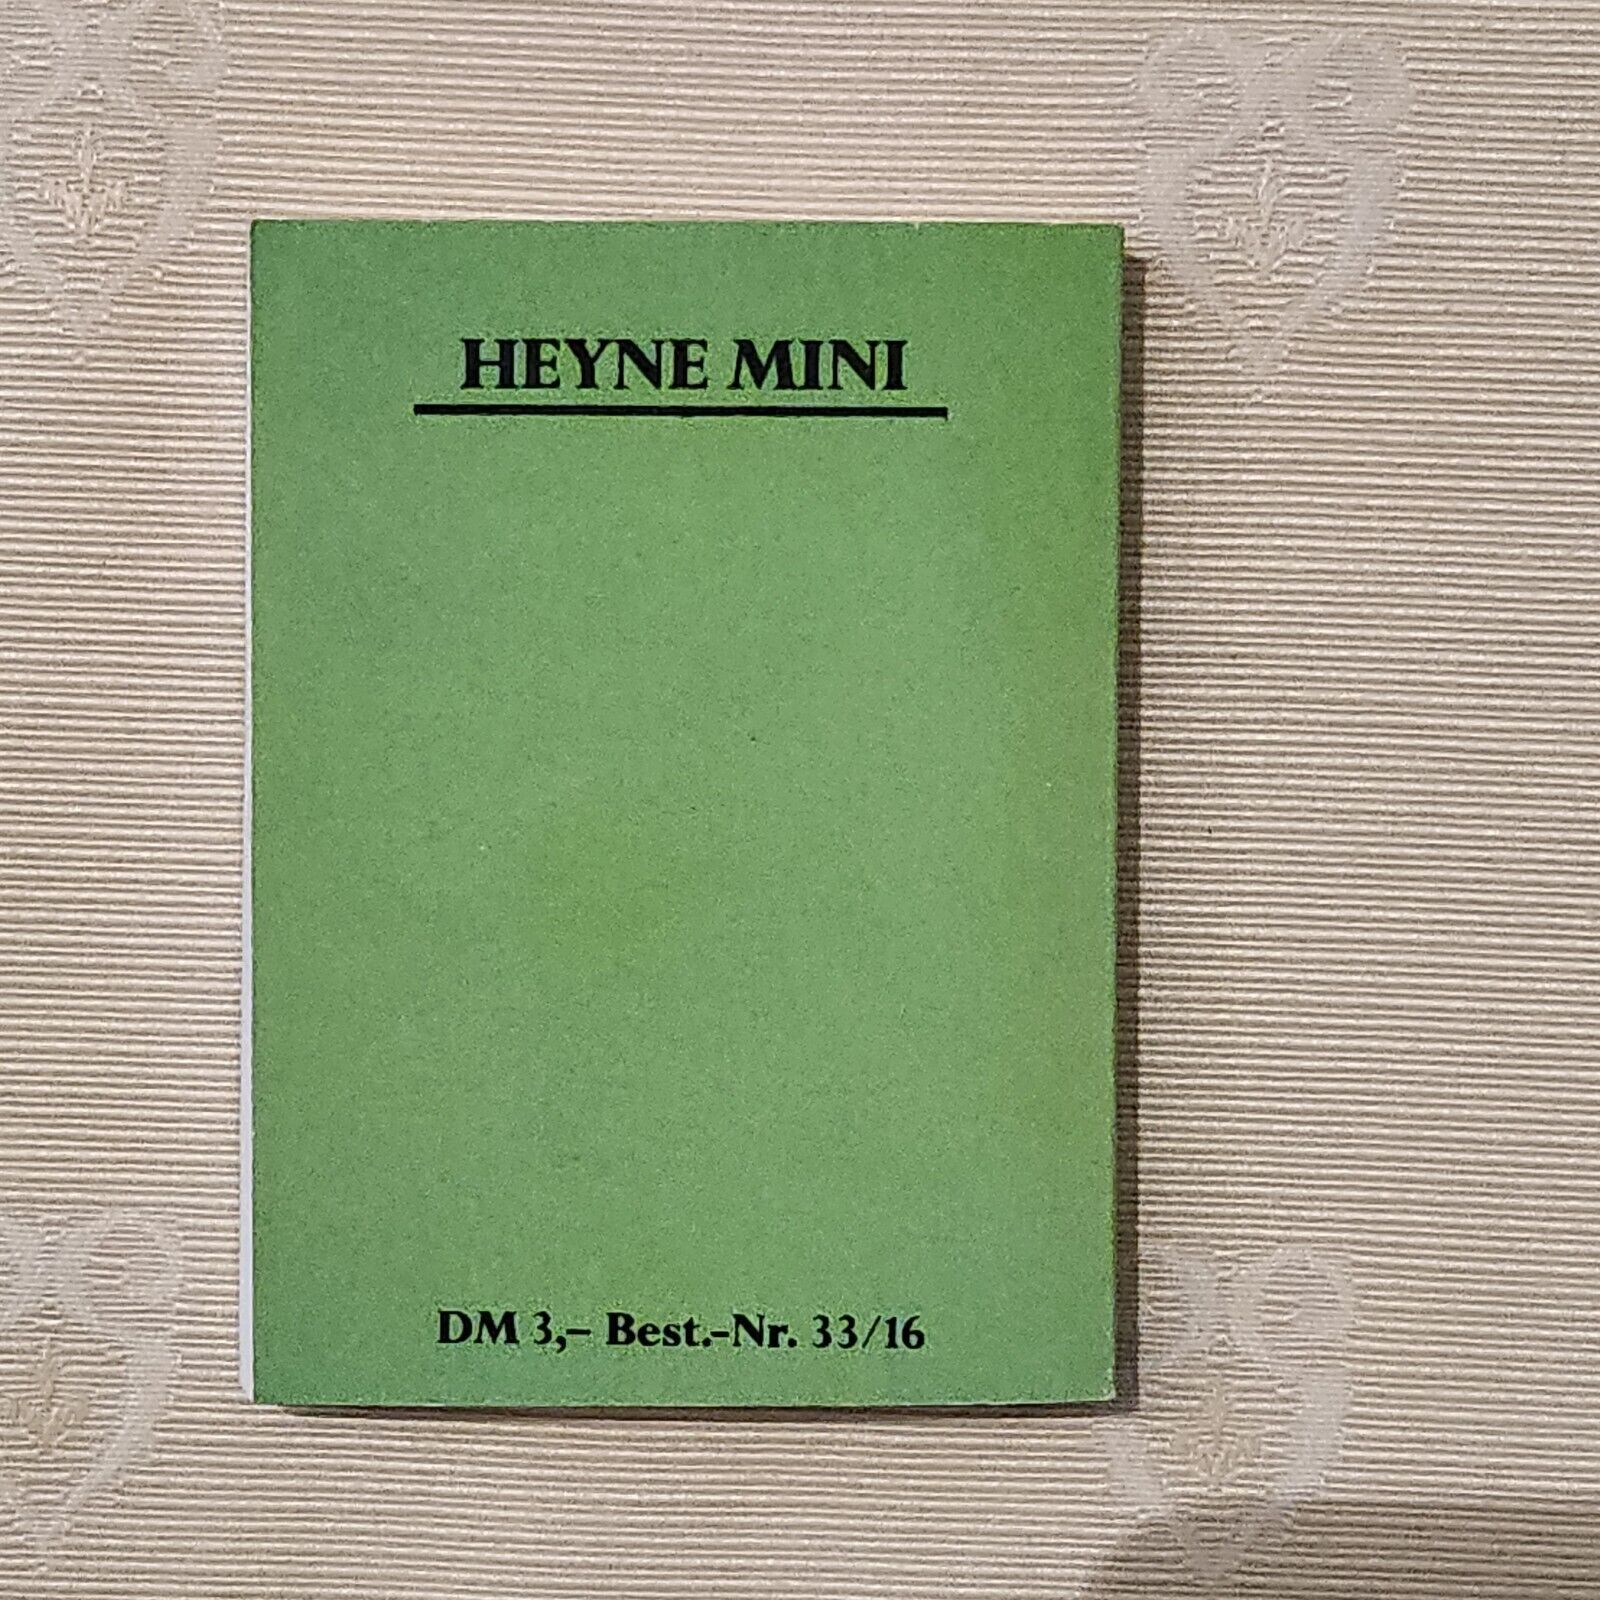 HEYNE MINI
DM 3,– Best.-Nr. 33/16